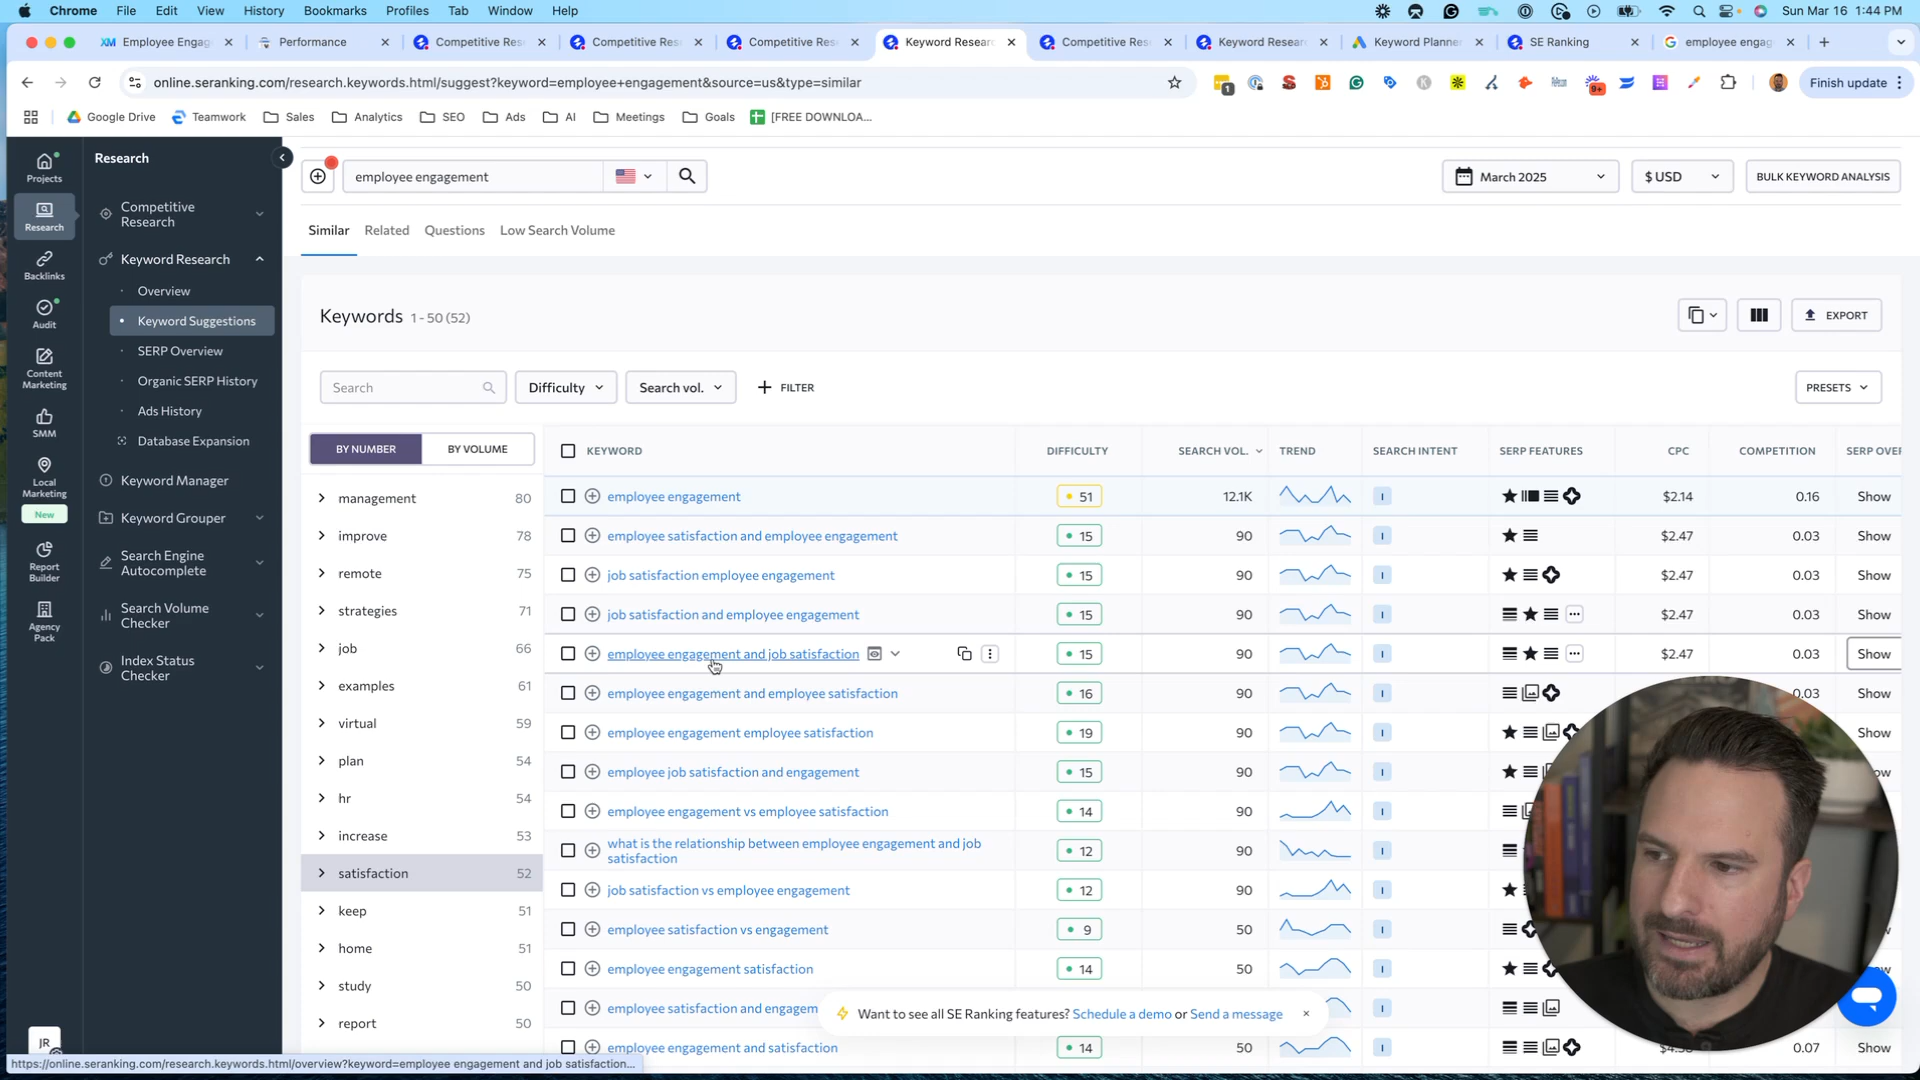 Chrome File Edit View History Bookmarks Profiles Tab Window Help Sun Mar 16 1:44 PM
XM Employee Engag Performance Competitive Res Competitive Res Competitive Res Keyword Researc Competitive Res Keyword Researc Keyword Planner SE Ranking employee engag
online.seranking.com/research.keywords.html/suggest?keyword=employee+engagement&source=us&type=similar 1 9+ Finish update
Google Drive Teamwork Sales Analytics SEO Ads AI Meetings Goals [FREE DOWNLOA...
Projects
Research
Backlinks
Audit
Content Marketing
SMM
Local Marketing
New
Report Builder
Agency Pack
JR
Research
Competitive Research
Keyword Research
Overview
Keyword Suggestions
SERP Overview
Organic SERP History
Ads History
Database Expansion
Keyword Manager
Keyword Grouper
Search Engine Autocomplete
Search Volume Checker
Index Status Checker
employee engagement March 2025 $ USD BULK KEYWORD ANALYSIS
Similar Related Questions Low Search Volume
Keywords 1 - 50 (52) EXPORT
Search Difficulty Search vol. FILTER PRESETS
BY NUMBER BY VOLUME
management 80
improve 78
remote 75
strategies 71
job 66
examples 61
virtual 59
plan 54
hr 54
increase 53
satisfaction 52
keep 51
home 51
study 50
report 50
KEYWORD DIFFICULTY SEARCH VOL. TREND SEARCH INTENT SERP FEATURES CPC COMPETITION SERP OVER
employee engagement 51 12.1K I $2.14 0.16 Show
employee satisfaction and employee engagement 15 90 I $2.47 0.03 Show
job satisfaction employee engagement 15 90 I $2.47 0.03 Show
job satisfaction and employee engagement 15 90 I $2.47 0.03 Show
employee engagement and job satisfaction 15 90 I $2.47 0.03 Show
employee engagement and employee satisfaction 16 90 I 0.03 Show
employee engagement employee satisfaction 19 90 I
employee job satisfaction and engagement 15 90 I ow
employee engagement vs employee satisfaction 14 90 I
what is the relationship between employee engagement and job
satisfaction 12 90 I
job satisfaction vs employee engagement 12 90 I
employee satisfaction vs engagement 9 50 I
employee engagement satisfaction 14 50 I ow
employee satisfaction and engagem I
employee engagement and satisfaction 14 50 I 0.07 Show
Want to see all SE Ranking features? Schedule a demo or Send a message
https://online.seranking.com/research.keywords.html/overview?keyword=employee engagement and job satisfaction...